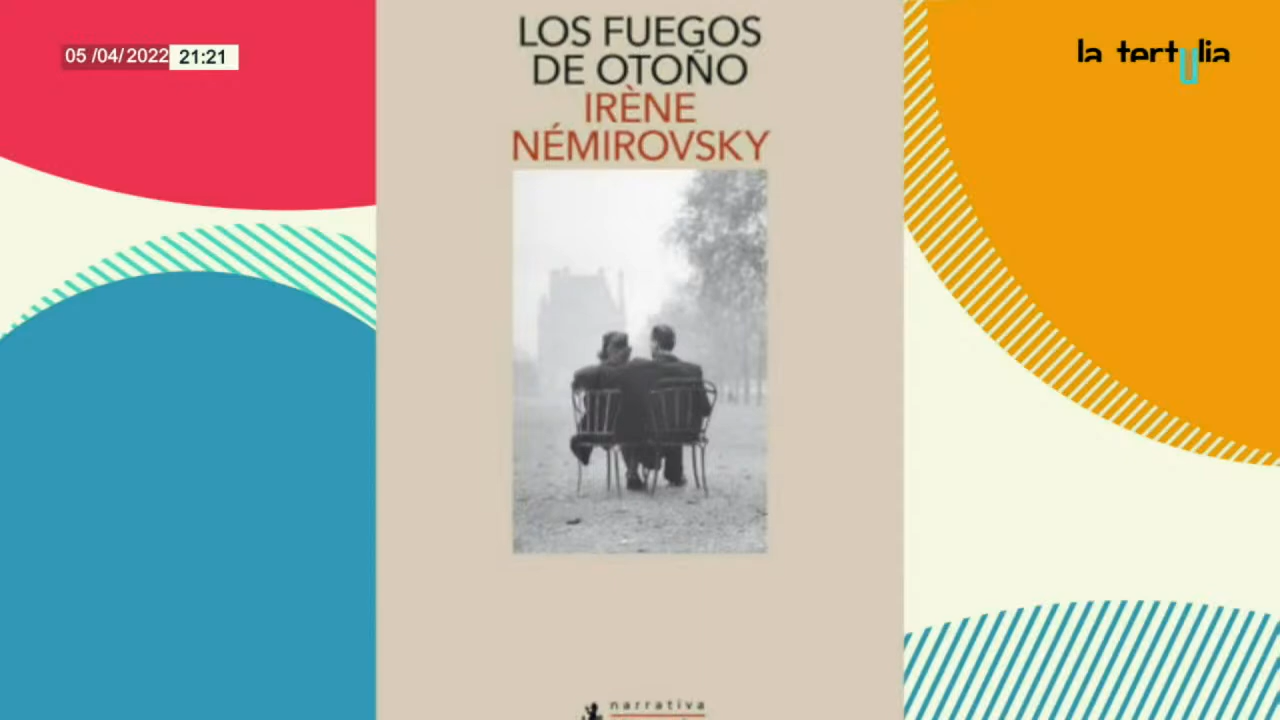 05 /04/ 2022 21:21
la tertulia
LOS FUEGOS
DE OTOÑO
IRÈNE
NÉMIROVSKY
narrativa